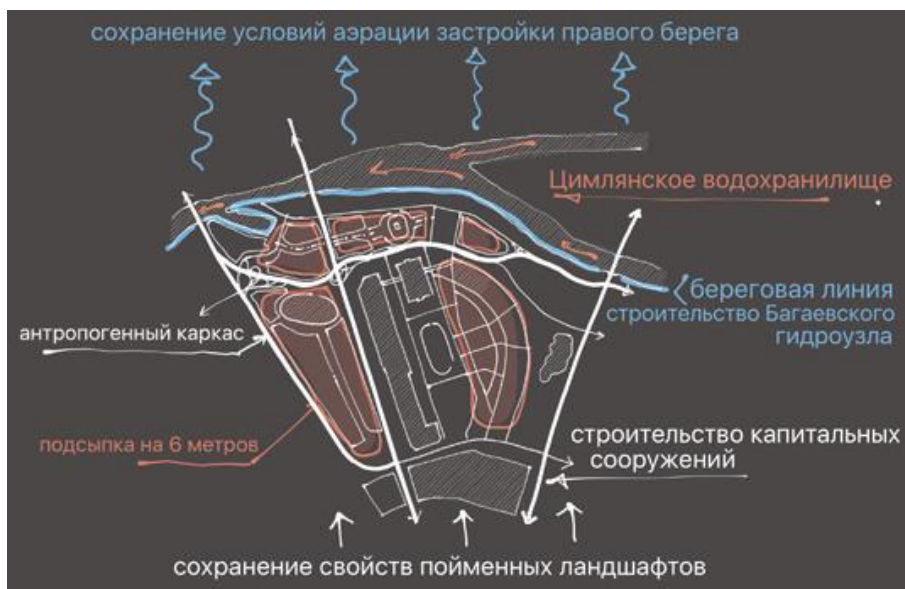 сохранение условий аэрации застройки правого берега
Цимлянское водохранилище
береговая линия
строительство Багаевского
гидроузла
антропогенный каркас
подсыпка на 6 метров
строительство капитальных
сооружений
сохранение свойств пойменных ландшафтов